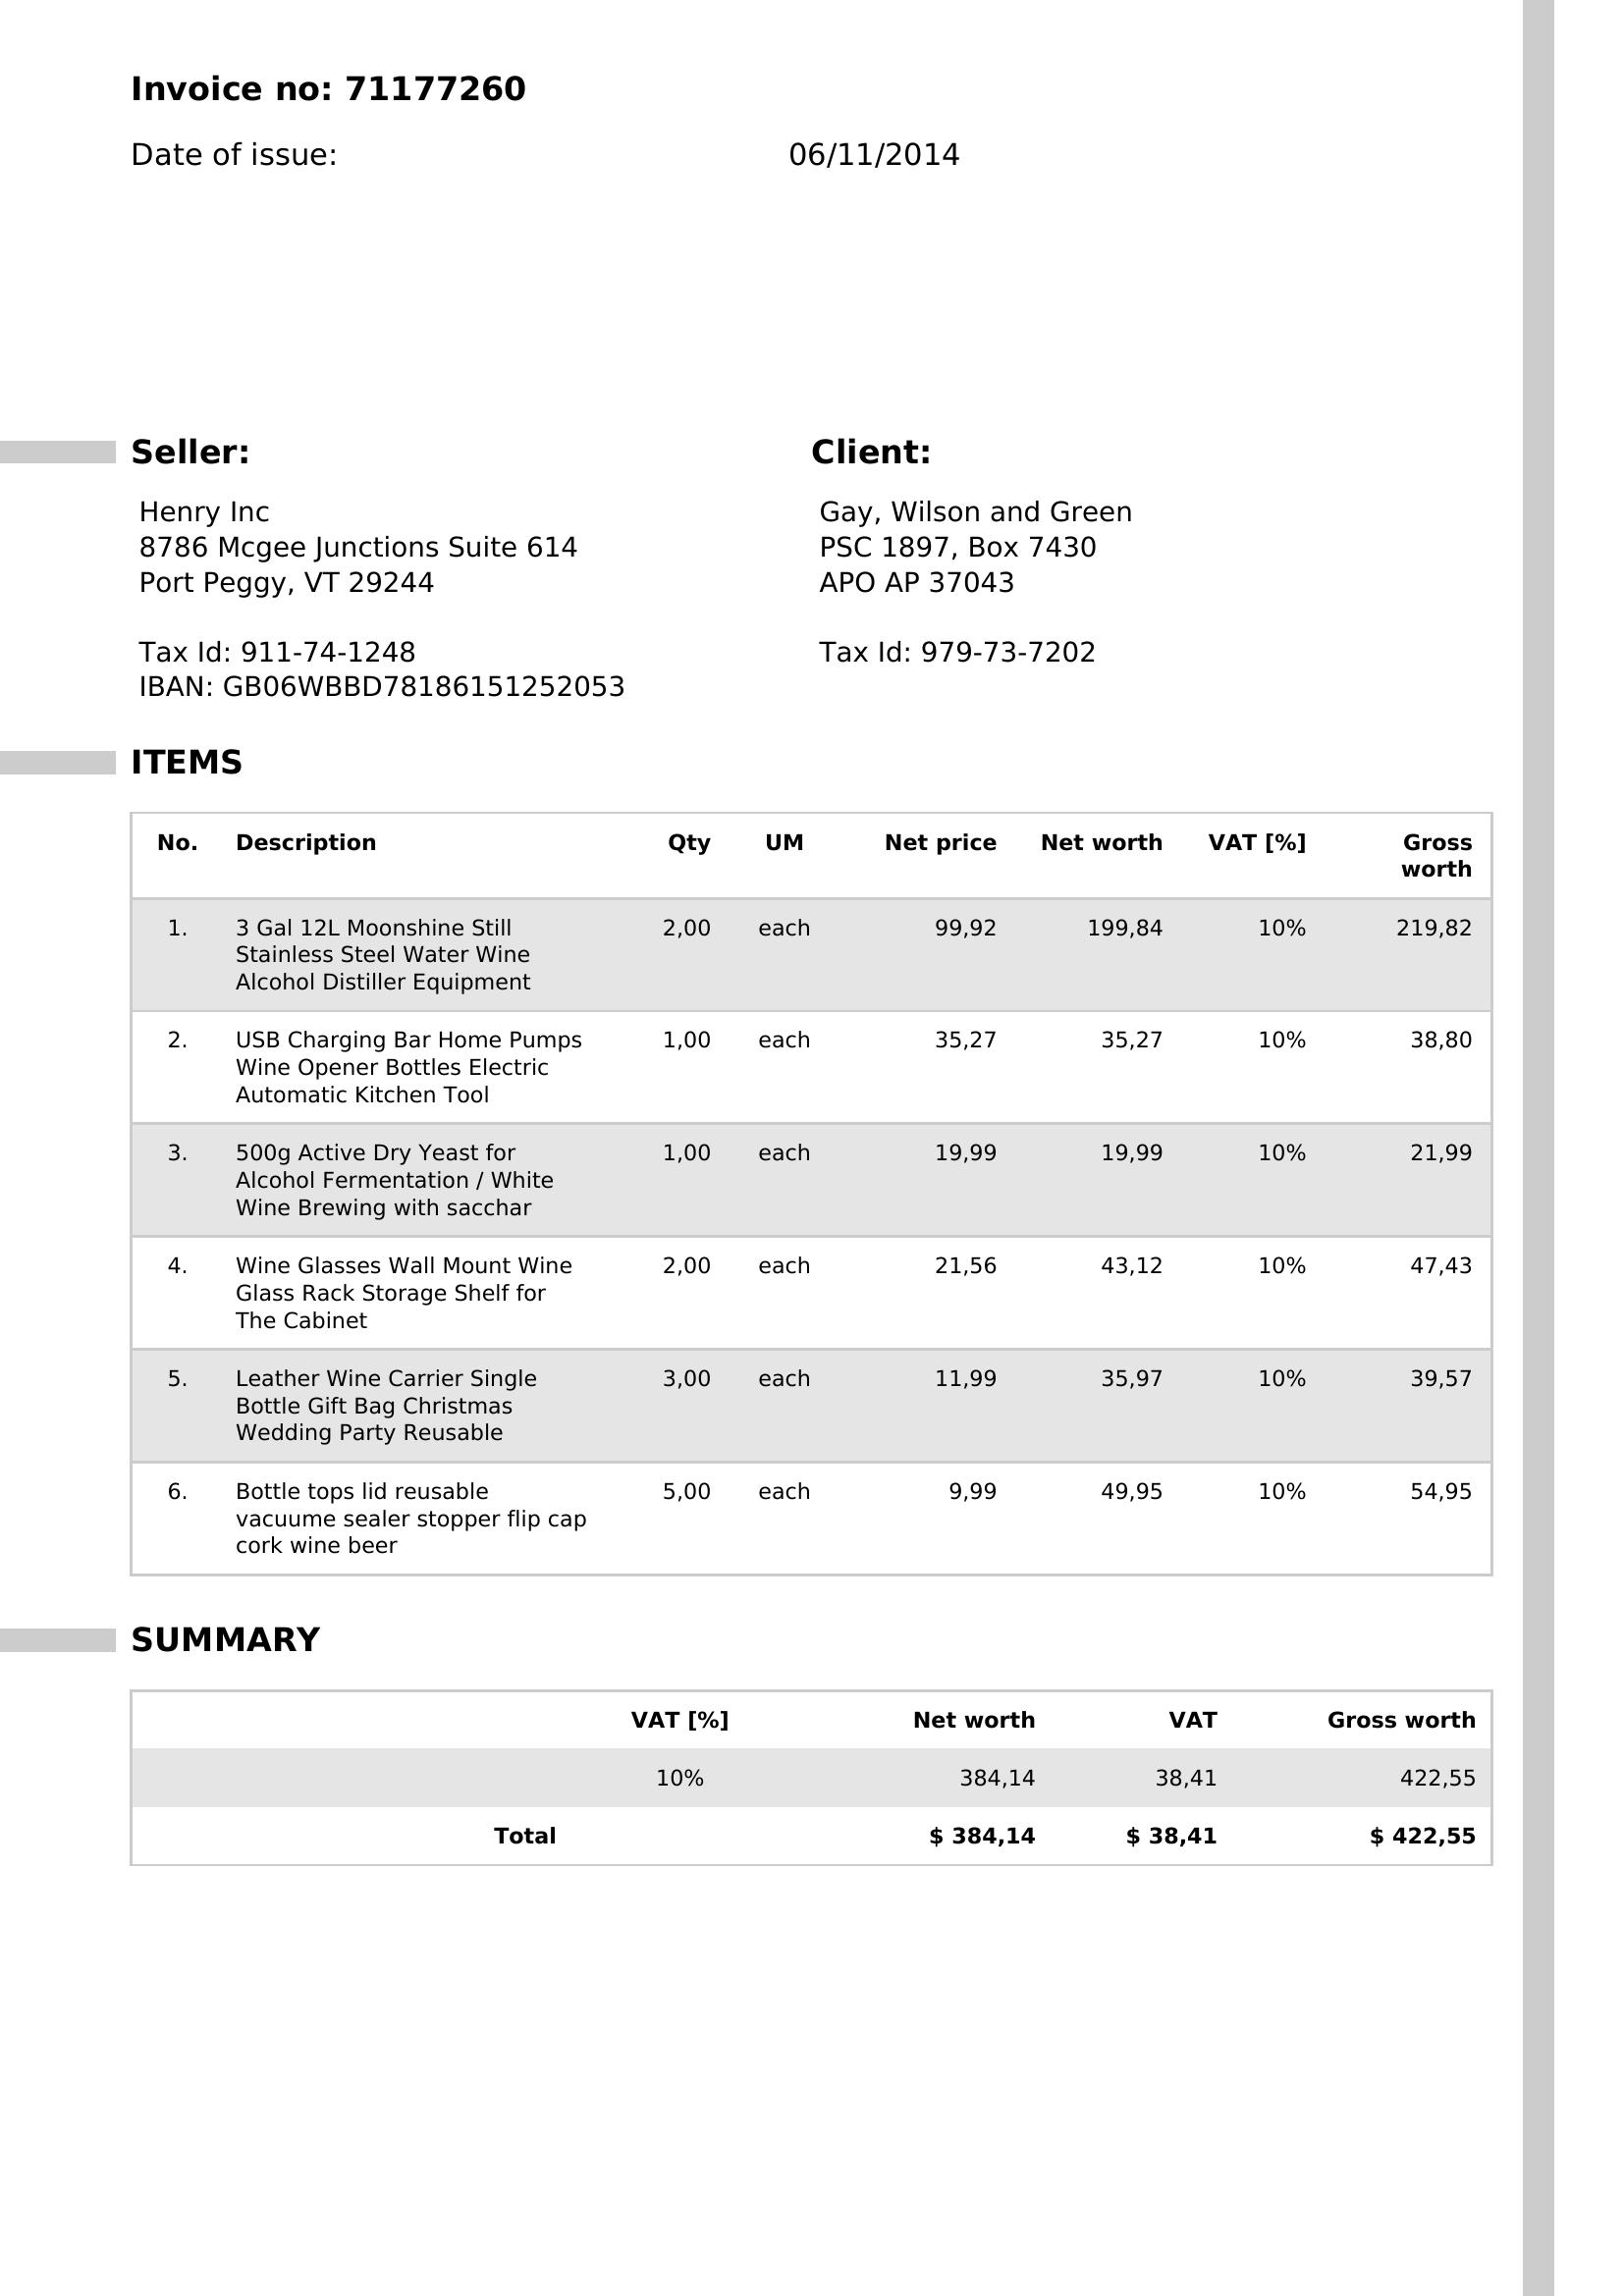 Invoice no: 71177260
Date of issue: 06/11/2014
Seller: Client:
Henry Inc Gay, Wilson and Green
8786 Mcgee Junctions Suite 614 PSC 1897, Box 7430
Port Peggy, VT 29244 APO AP 37043
Tax Id: 911-74-1248 Tax Id: 979-73-7202
IBAN: GB06WBBD78186151252053
ITEMS
No. Description Qty UM Net price Net worth VAT [%] Gross
worth
1. 3 Gal 12L Moonshine Still 2,00 each 99,92 199,84 10% 219,82
Stainless Steel Water Wine
Alcohol Distiller Equipment
2. USB Charging Bar Home Pumps 1,00 each 35,27 35,27 10% 38,80
Wine Opener Bottles Electric
Automatic Kitchen Tool
3. 500g Active Dry Yeast for 1,00 each 19,99 19,99 10% 21,99
Alcohol Fermentation / White
Wine Brewing with sacchar
4. Wine Glasses Wall Mount Wine 2,00 each 21,56 43,12 10% 47,43
Glass Rack Storage Shelf for
The Cabinet
5. Leather Wine Carrier Single 3,00 each 11,99 35,97 10% 39,57
Bottle Gift Bag Christmas
Wedding Party Reusable
6. Bottle tops lid reusable 5,00 each 9,99 49,95 10% 54,95
vacuume sealer stopper flip cap
cork wine beer
SUMMARY
VAT [%] Net worth VAT Gross worth
10% 384,14 38,41 422,55
Total $ 384,14 $ 38,41 $ 422,55